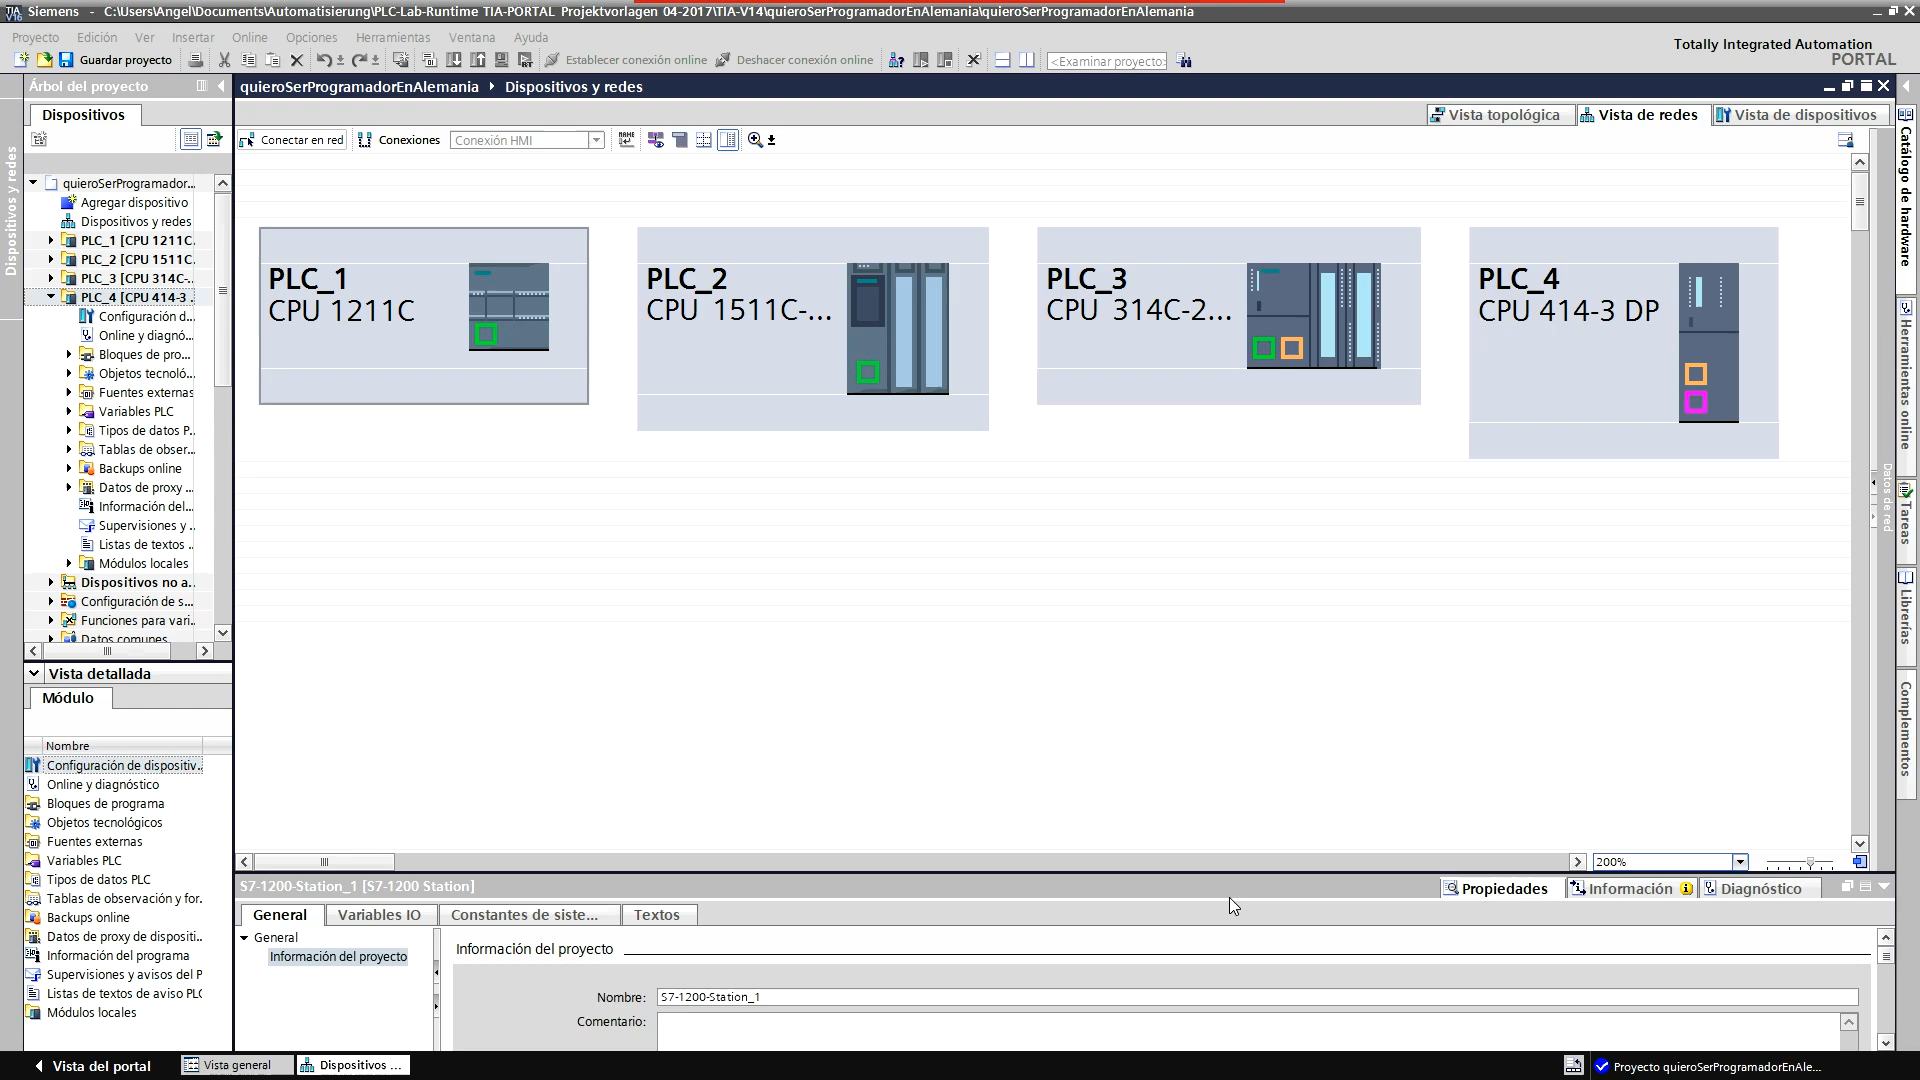 Siemens - C:\Users\Angel\Documents\Automatisierung\PLC-Lab-Runtime TIA-PORTAL Projektvorlagen 04-2017\TIA-V14\quieroSerProgramadorEnAlemania\quieroSerProgramadorEnAlemania
Proyecto Edición Ver Insertar Online Opciones Herramientas Ventana Ayuda
Totally Integrated Automation
PORTAL
Guardar proyecto
Establecer conexión online
Deshacer conexión online
<Examinar proyecto>
Árbol del proyecto
quieroSerProgramadorEnAlemania
Dispositivos y redes
Dispositivos
Vista topológica
Vista de redes
Vista de dispositivos
Conectar en red
Conexiones
Conexión HMI
Dispositivos y redes
quieroSerProgramador...
Agregar dispositivo
Dispositivos y redes
PLC_1 [CPU 1211C.
PLC_2 [CPU 1511C.
PLC_3 [CPU 314C-..
PLC_4 [CPU 414-3 .
Configuración d...
Online y diagnó...
Bloques de pro...
Objetos tecnoló...
Fuentes externas
Variables PLC
Tipos de datos P...
Tablas de obser...
Backups online
Datos de proxy ...
Información del...
Supervisiones y ..
Listas de textos ..
Módulos locales
Dispositivos no a..
Configuración de s...
Funciones para vari..
Datos comunes
PLC_1
CPU 1211C
PLC_2
CPU 1511C-...
PLC_3
CPU 314C-2...
PLC_4
CPU 414-3 DP
Catálogo de hardware
Herramientas online
Tareas
Librerías
Complementos
Datos de red
Vista detallada
Módulo
Nombre
Configuración de dispositiv..
Online y diagnóstico
Bloques de programa
Objetos tecnológicos
Fuentes externas
Variables PLC
Tipos de datos PLC
Tablas de observación y for.
Backups online
Datos de proxy de dispositi..
Información del programa
Supervisiones y avisos del P
Listas de textos de aviso PLC
Módulos locales
200%
S7-1200-Station_1 [S7-1200 Station]
Propiedades
Información
Diagnóstico
General
Variables IO
Constantes de siste...
Textos
General
Información del proyecto
Información del proyecto
Nombre: S7-1200-Station_1
Comentario:
Vista del portal
Vista general
Dispositivos ...
Proyecto quieroSerProgramadorEnAle...